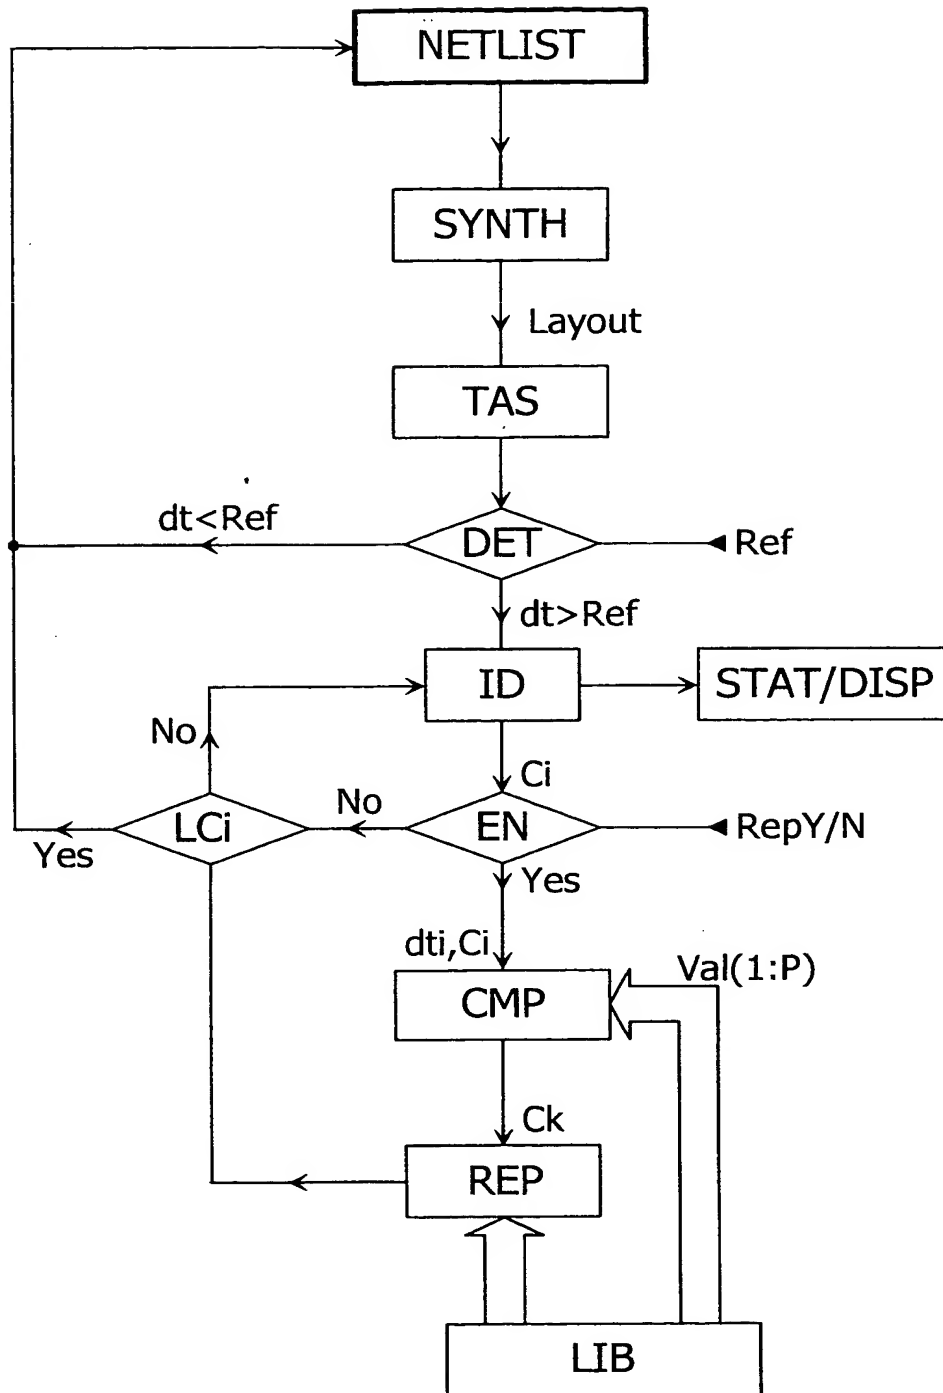 NETLIST
SYNTH
Layout
TAS
dt<Ref
DET
Ref
dt>Ref
ID
STAT/DISP
No
Ci
LCi
No
EN
RepY/N
Yes
Yes
dti,Ci
Val(1:P)
CMP
Ck
REP
LIB